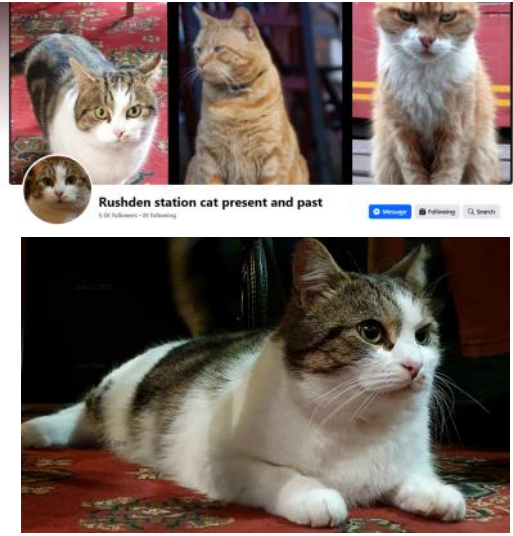 Rushden station cat present and past
Message
Following
Search